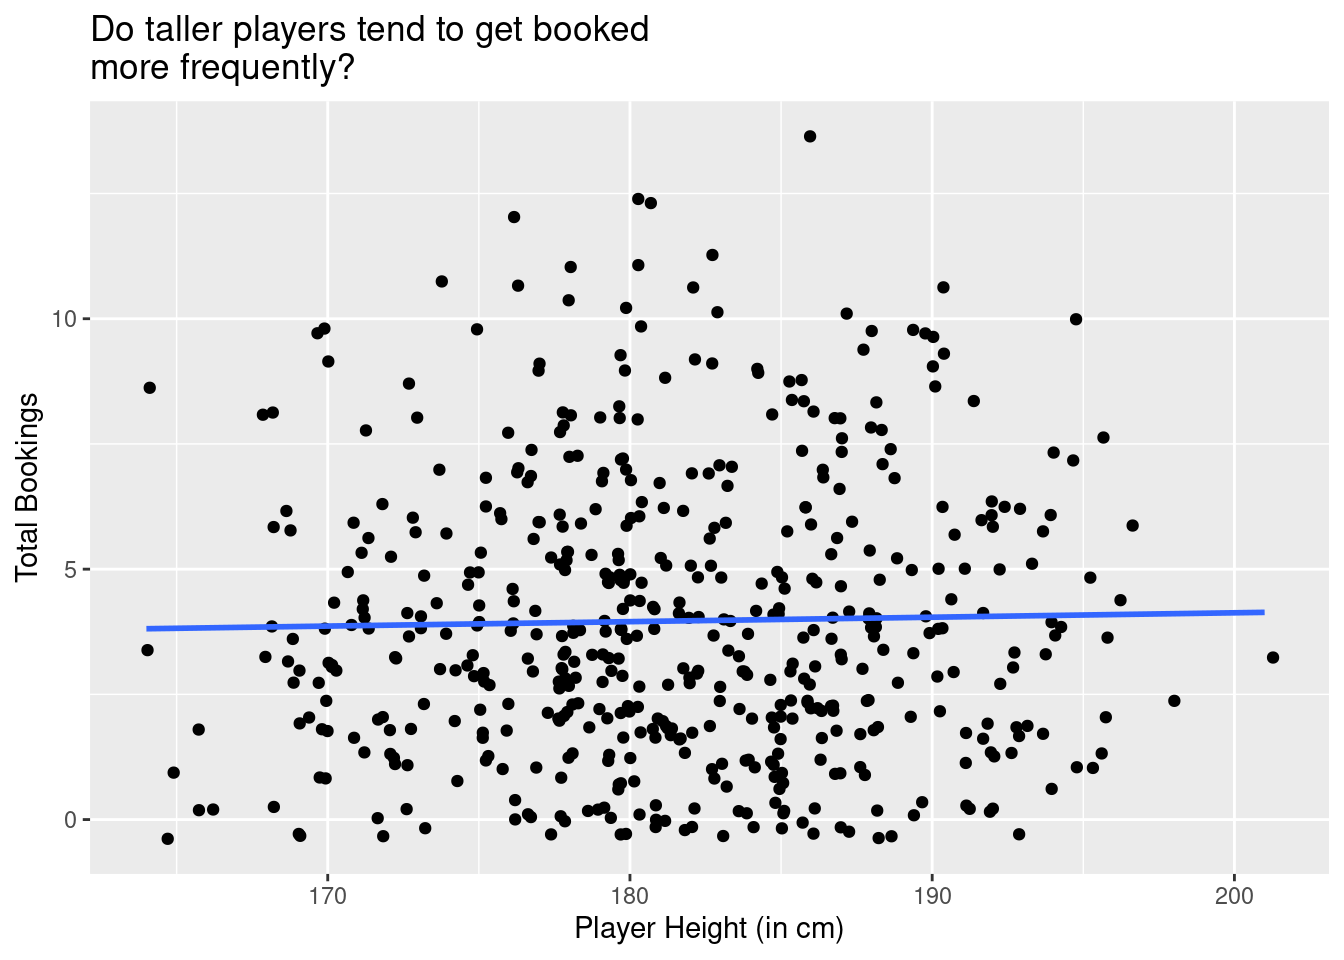 Do taller players tend to get booked
more frequently?
Total Bookings
10
5
0
170
180
190
200
Player Height (in cm)